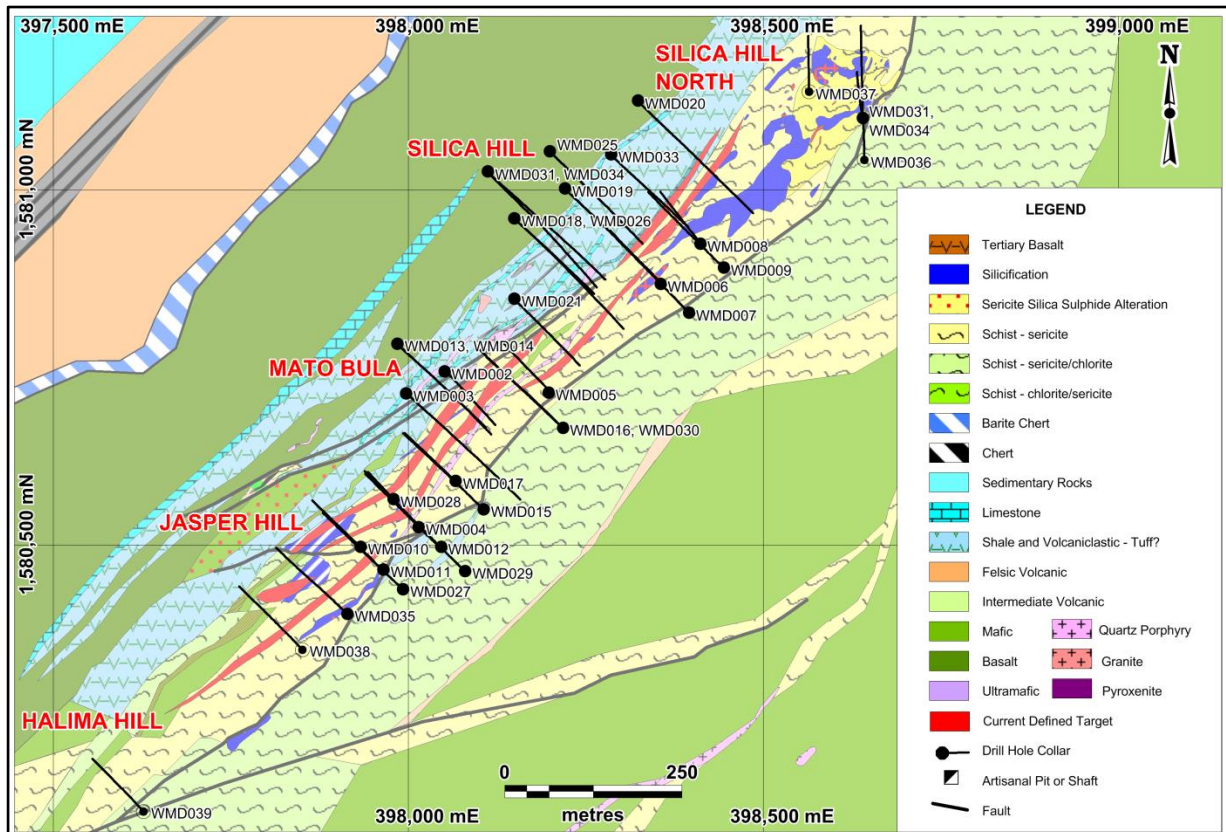 397,500 mE
398,000 mE
398,500 mE
399,000 mE
SILICA HILL
NORTH
N
WMD037
WMD020
WMD031,
WMD034
SILICA HILL
WMD025
WMD033
WMD036
WMD031, WMD034
WMD019
1,581,000 mN
WMD018, WMD026
WMD008
WMD009
WMD006
WMD021
WMD007
WMD013, WMD014
MATO BULA
WMD002
WMD003
WMD005
WMD016, WMD030
WMD017
WMD028
WMD015
1,580,500 mN
JASPER HILL
WMD004
WMD010
WMD012
WMD011
WMD029
WMD027
WMD035
WMD038
HALIMA HILL
WMD039
0
250
metres
398,000 mE
398,500 mE
LEGEND
Tertiary Basalt
Silicification
Sericite Silica Sulphide Alteration
Schist - sericite
Schist - sericite/chlorite
Schist - chlorite/sericite
Barite Chert
Chert
Sedimentary Rocks
Limestone
Shale and Volcaniclastic - Tuff?
Felsic Volcanic
Intermediate Volcanic
Mafic
Quartz Porphyry
Basalt
Granite
Ultramafic
Pyroxenite
Current Defined Target
Drill Hole Collar
Artisanal Pit or Shaft
Fault